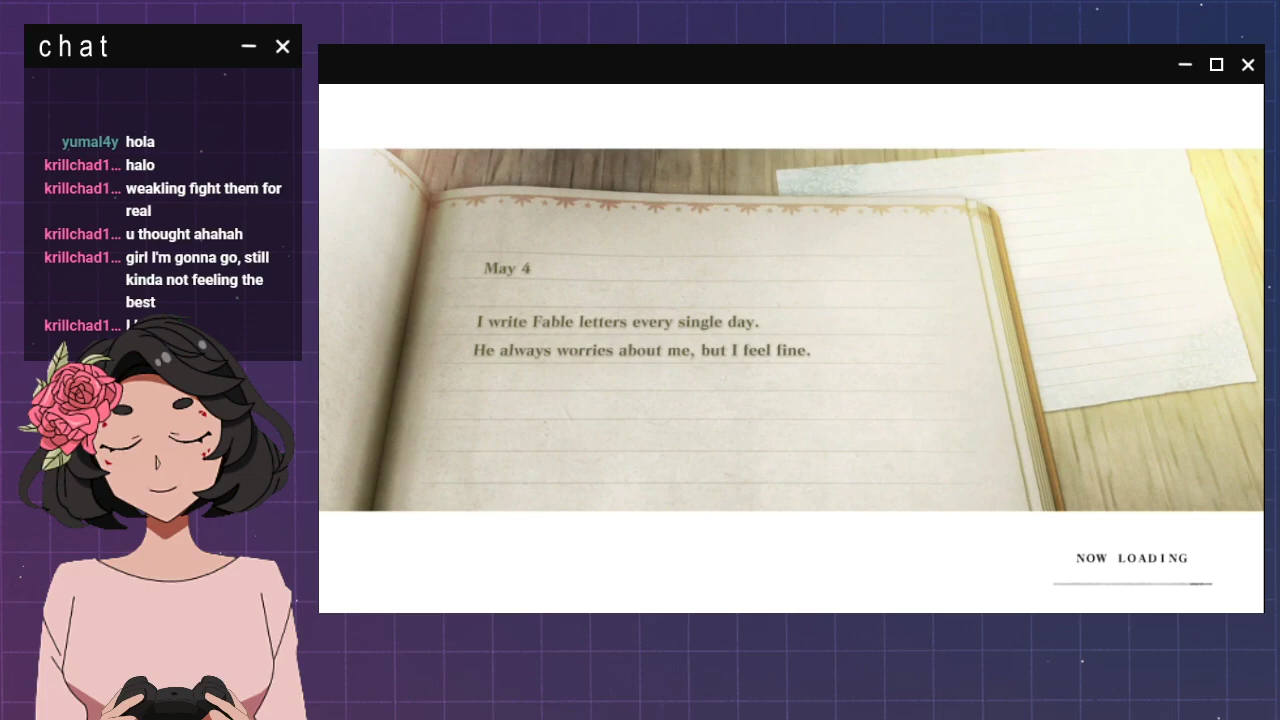 chat
yumal4y hola
krillchad1... halo
krillchad1... weakling fight them for
real
krillchad1... u thought ahahah
krillchad1... girl I'm gonna go, still
kinda not feeling the
best
krillchad1...
May 4
I write Fable letters every single day.
He always worries about me, but I feel fine.
NOW LOADING